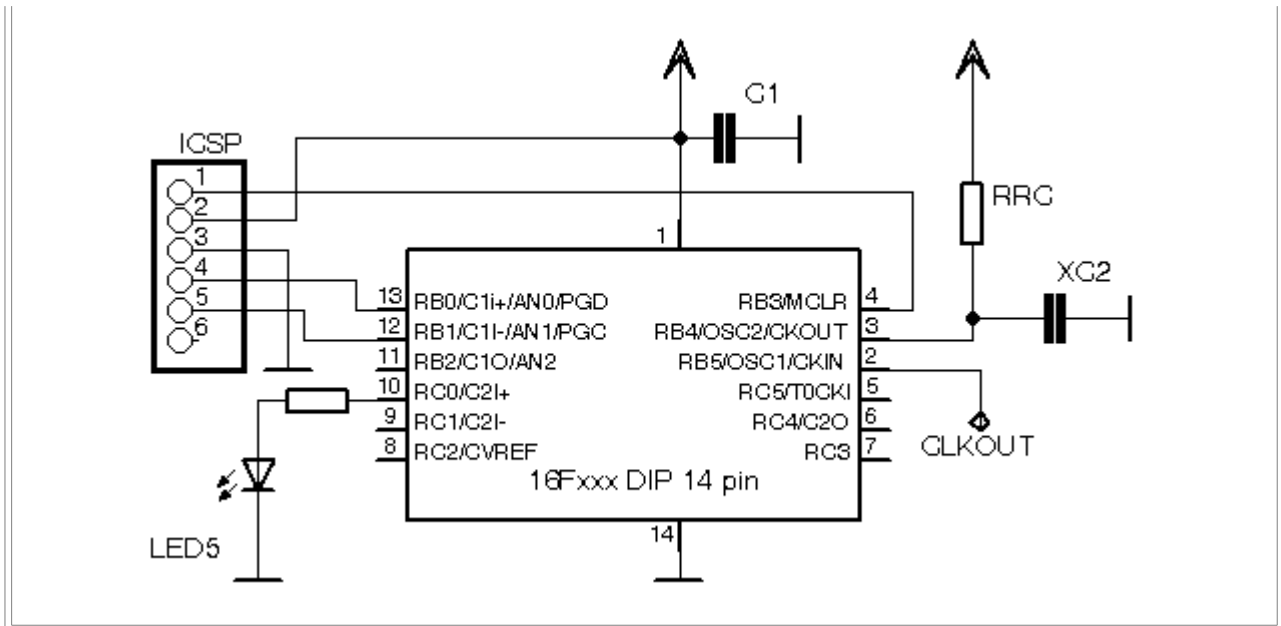 C1
ICSP
1
2
3
4
5
6
RRC
XC2
1
13 RB0/C1i+/AN0/PGD
12 RB1/C1I-/AN1/PGC
11 RB2/C1O/AN2
10 RC0/C2I+
9 RC1/C2I-
8 RC2/CVREF
RB3/MCLR 4
RB4/OSC2/CKOUT 3
RB5/OSC1/CKIN 2
RC5/T0CKI 5
RC4/C2O 6
RC3 7
CLKOUT
16Fxxx DIP 14 pin
14
LED5